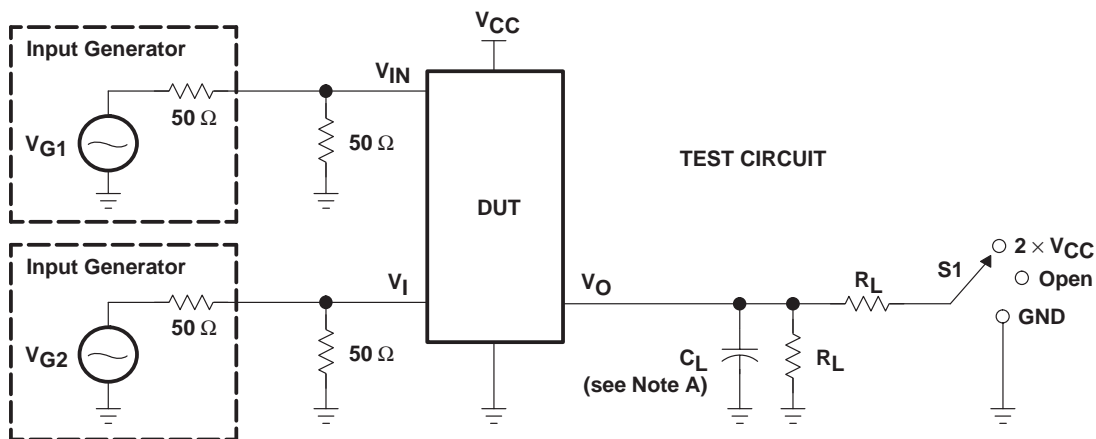 V_CC
Input Generator
V_IN
50 Ω
V_G1
50 Ω
TEST CIRCUIT
DUT
Input Generator
V_I
V_O
50 Ω
V_G2
50 Ω
R_L
S1
2 × V_CC
Open
GND
C_L
(see Note A)
R_L